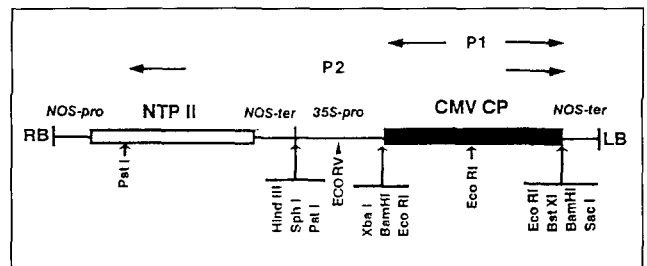 P1
P2
NOS-pro NTP II NOS-ter 35S-pro CMV CP NOS-ter
RB LB
Pst I
Hind III
Sph I
Pst I
ECO RV
Xba I
BamHI
Eco RI
Eco RI
Eco RI
Bst XI
BamHI
Sac I